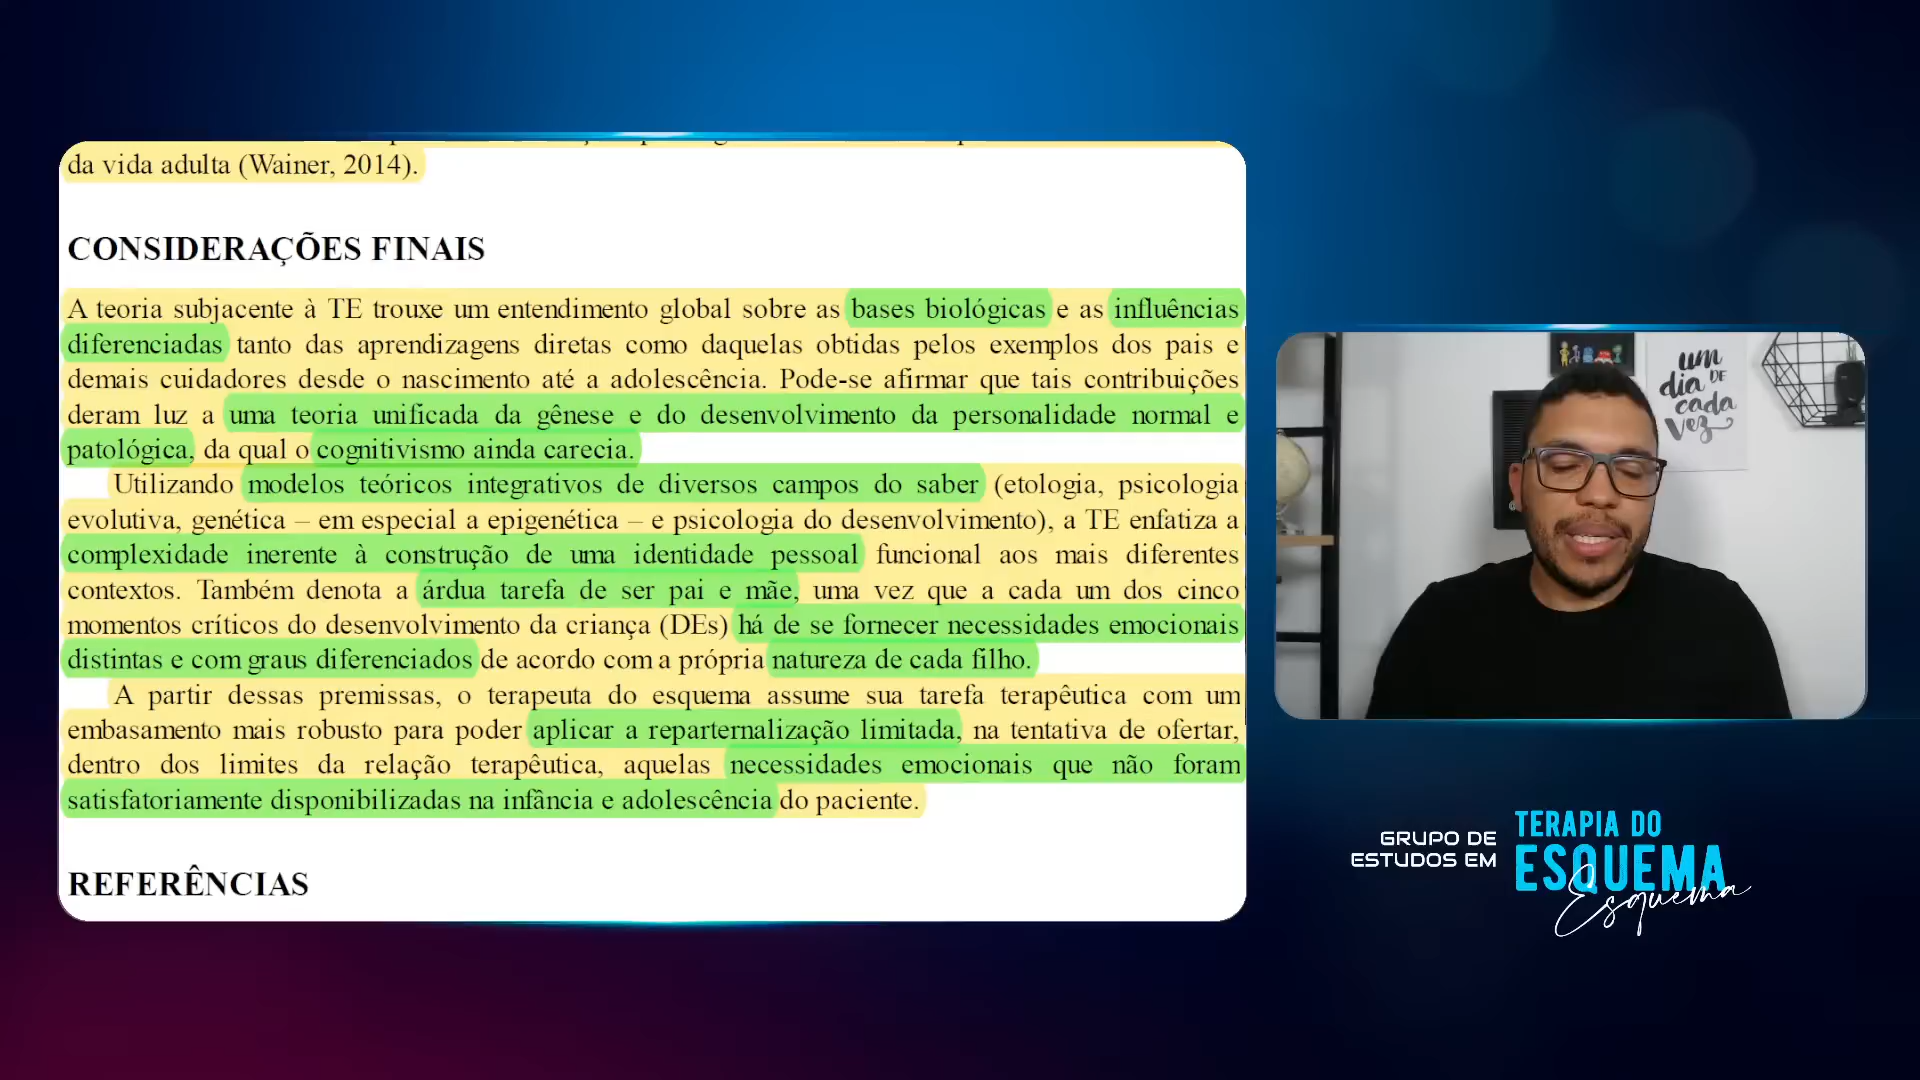 da vida adulta (Wainer, 2014).
CONSIDERAÇÕES FINAIS
A teoria subjacente à TE trouxe um entendimento global sobre as bases biológicas e as influências
diferenciadas tanto das aprendizagens diretas como daquelas obtidas pelos exemplos dos pais e
demais cuidadores desde o nascimento até a adolescência. Pode-se afirmar que tais contribuições
deram luz a uma teoria unificada da gênese e do desenvolvimento da personalidade normal e
patológica, da qual o cognitivismo ainda carecia.
Utilizando modelos teóricos integrativos de diversos campos do saber (etologia, psicologia
evolutiva, genética – em especial a epigenética – e psicologia do desenvolvimento), a TE enfatiza a
complexidade inerente à construção de uma identidade pessoal funcional aos mais diferentes
contextos. Também denota a árdua tarefa de ser pai e mãe, uma vez que a cada um dos cinco
momentos críticos do desenvolvimento da criança (DEs) há de se fornecer necessidades emocionais
distintas e com graus diferenciados de acordo com a própria natureza de cada filho.
A partir dessas premissas, o terapeuta do esquema assume sua tarefa terapêutica com um
embasamento mais robusto para poder aplicar a reparternalização limitada, na tentativa de ofertar,
dentro dos limites da relação terapêutica, aquelas necessidades emocionais que não foram
satisfatoriamente disponibilizadas na infância e adolescência do paciente.
REFERÊNCIAS
um
dia DE
cada
vez
GRUPO DE
ESTUDOS EM
TERAPIA DO
ESQUEMA
Esquema